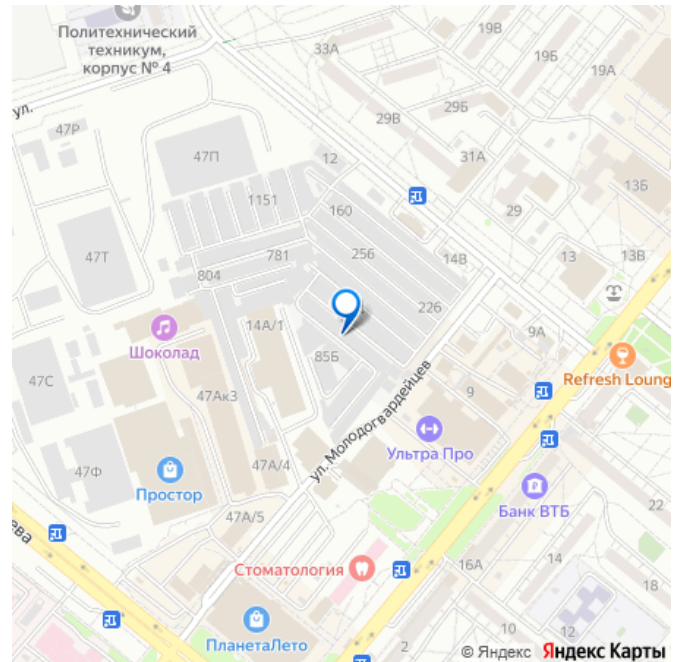 Политехнический
техникум,
корпус № 4
19В
33А
19Б
19А
ул.
29Б
29В
47Р
47П
12
31А
13Б
1151
160
29
256
13
13В
47Т
781
14В
804
226
Шоколад
14А/1
9А
85Б
Refresh Loung
47С
47Ак3
9
ул. Молодогвардейцев
Ультра Про
47Ф
47А/4
Простор
Банк ВТБ
22
47А/5
ева
Стоматология
16А
14
18
10
12
ПланетаЛето
2
© Яндекс Яндекс Карты